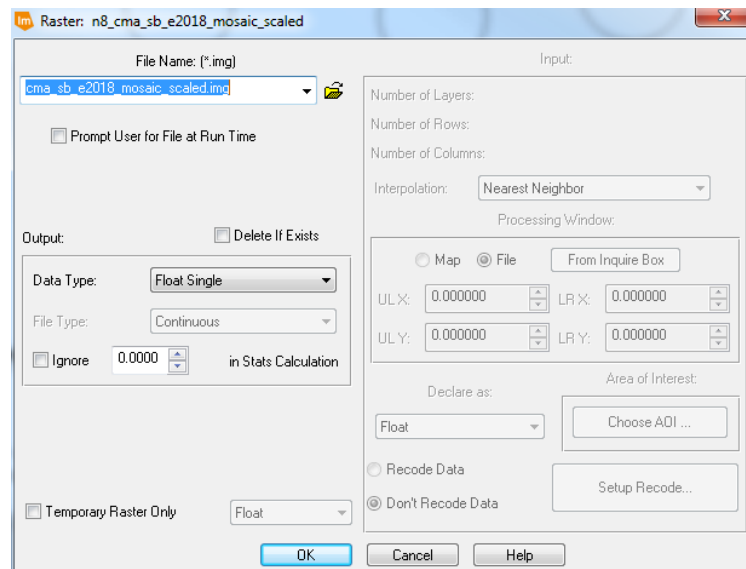 Im Raster: n8_cma_sb_e2018_mosaic_scaled
X
File Name: (*.img)
cma_sb_e2018_mosaic_scaled.img
Prompt User for File at Run Time
Output:
Delete If Exists
Data Type: Float Single
File Type: Continuous
Ignore 0.0000 in Stats Calculation
Temporary Raster Only Float
Input:
Number of Layers:
Number of Rows:
Number of Columns:
Interpolation: Nearest Neighbor
Processing Window:
Map File From Inquire Box
UL X: 0.000000 LR X: 0.000000
UL Y: 0.000000 LR Y: 0.000000
Declare as:
Float
Area of Interest:
Choose AOI ...
Recode Data
Don't Recode Data
Setup Recode...
OK Cancel Help